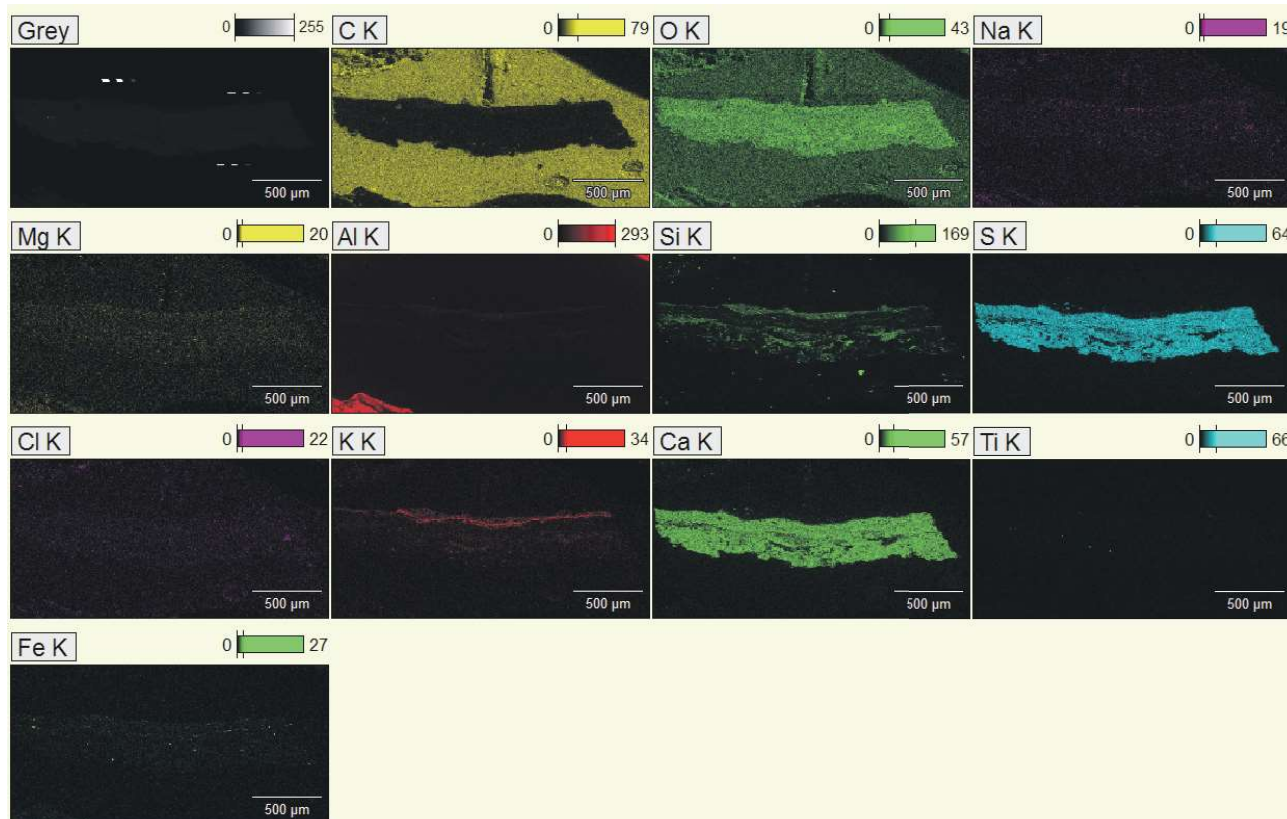 Grey 0 255 C K 0 79 O K 0 43 Na K 0 19
500 µm 500 µm 500 µm 500 µm
Mg K 0 20 Al K 0 293 Si K 0 169 S K 0 64
500 µm 500 µm 500 µm 500 µm
Cl K 0 22 K K 0 34 Ca K 0 57 Ti K 0 66
500 µm 500 µm 500 µm 500 µm
Fe K 0 27
500 µm